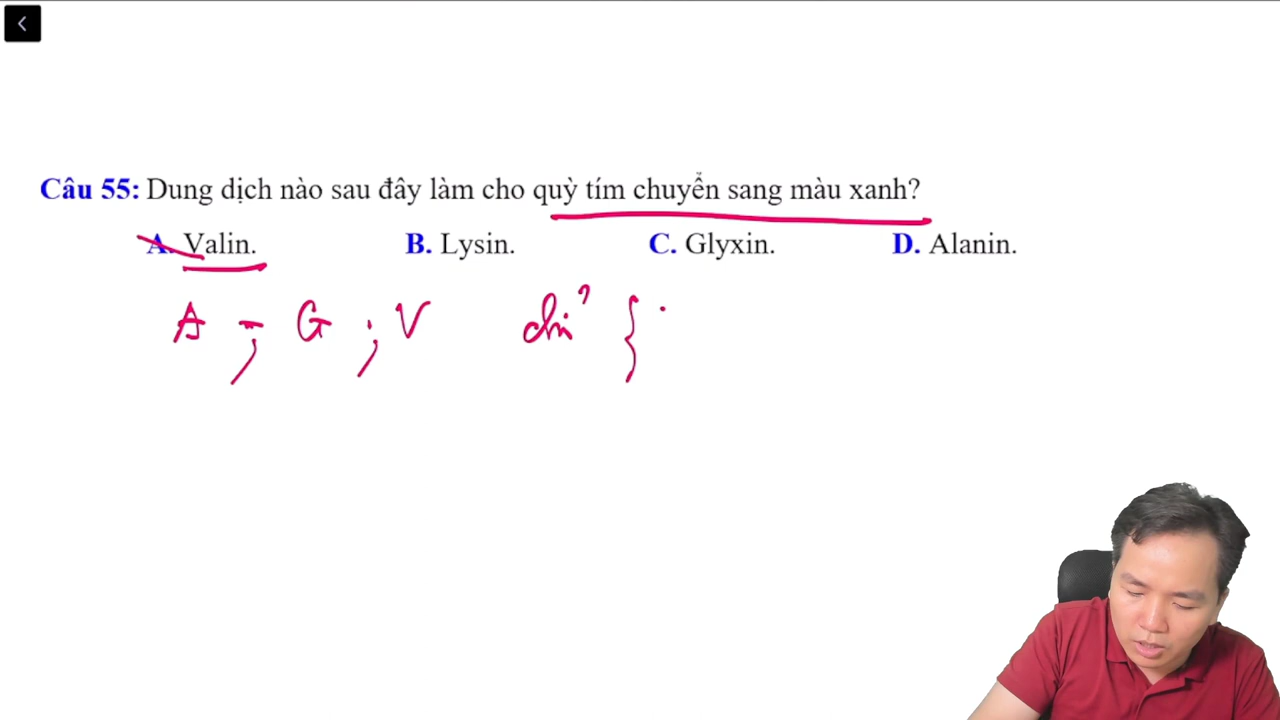 Câu 55: Dung dịch nào sau đây làm cho quỳ tím chuyển sang màu xanh?
A. Valin. B. Lysin. C. Glyxin. D. Alanin.
A ; G ; V chỉ {